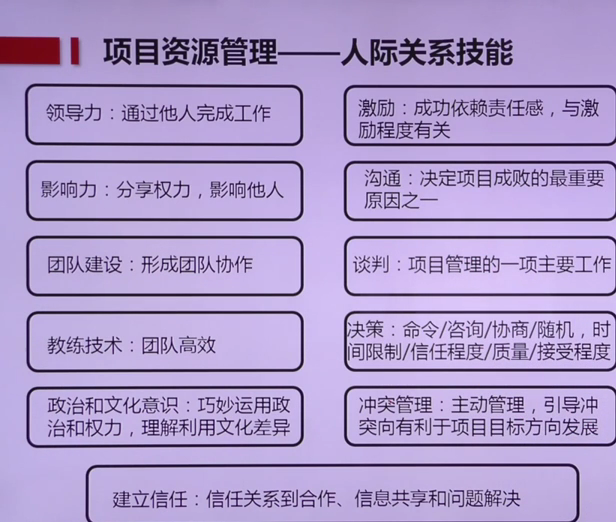 项目资源管理——人际关系技能
领导力：通过他人完成工作
激励：成功依赖责任感，与激
励程度有关
影响力：分享权力，影响他人
沟通：决定项目成败的最重要
原因之一
团队建设：形成团队协作
谈判：项目管理的一项主要工作
教练技术：团队高效
决策：命令/咨询/协商/随机，时
间限制/信任程度/质量/接受程度
政治和文化意识：巧妙运用政
治和权力，理解利用文化差异
冲突管理：主动管理，引导冲
突向有利于项目目标方向发展
建立信任：信任关系到合作、信息共享和问题解决